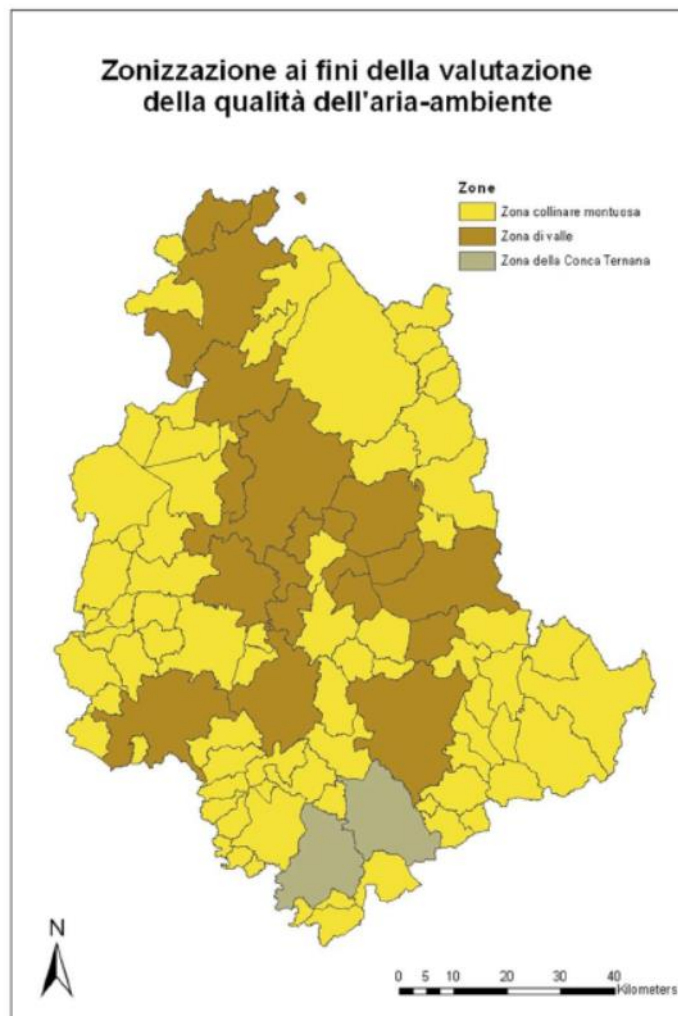 Zonizzazione ai fini della valutazione
della qualità dell'aria-ambiente
Zone
Zona collinare montuosa
Zona di valle
Zona della Conca Ternana
N
0 5 10 20 30 40
Kilometers